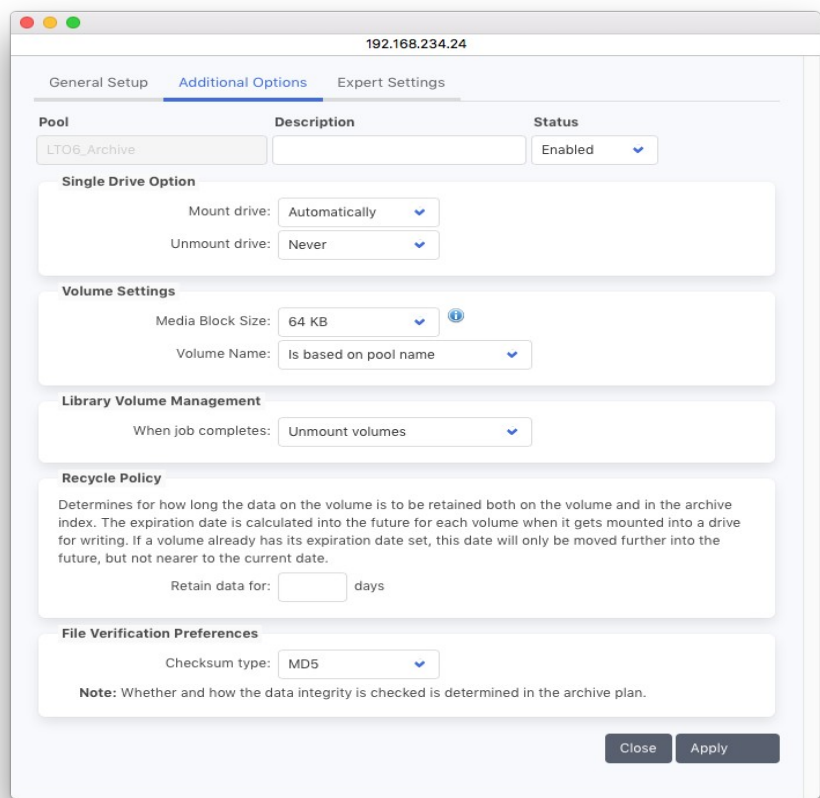 192.168.234.24
General Setup Additional Options Expert Settings
Pool Description Status
LTO6_Archive Enabled
Single Drive Option
Mount drive: Automatically
Unmount drive: Never
Volume Settings
Media Block Size: 64 KB
Volume Name: Is based on pool name
Library Volume Management
When job completes: Unmount volumes
Recycle Policy
Determines for how long the data on the volume is to be retained both on the volume and in the archive
index. The expiration date is calculated into the future for each volume when it gets mounted into a drive
for writing. If a volume already has its expiration date set, this date will only be moved further into the
future, but not nearer to the current date.
Retain data for: days
File Verification Preferences
Checksum type: MD5
Note: Whether and how the data integrity is checked is determined in the archive plan.
Close Apply